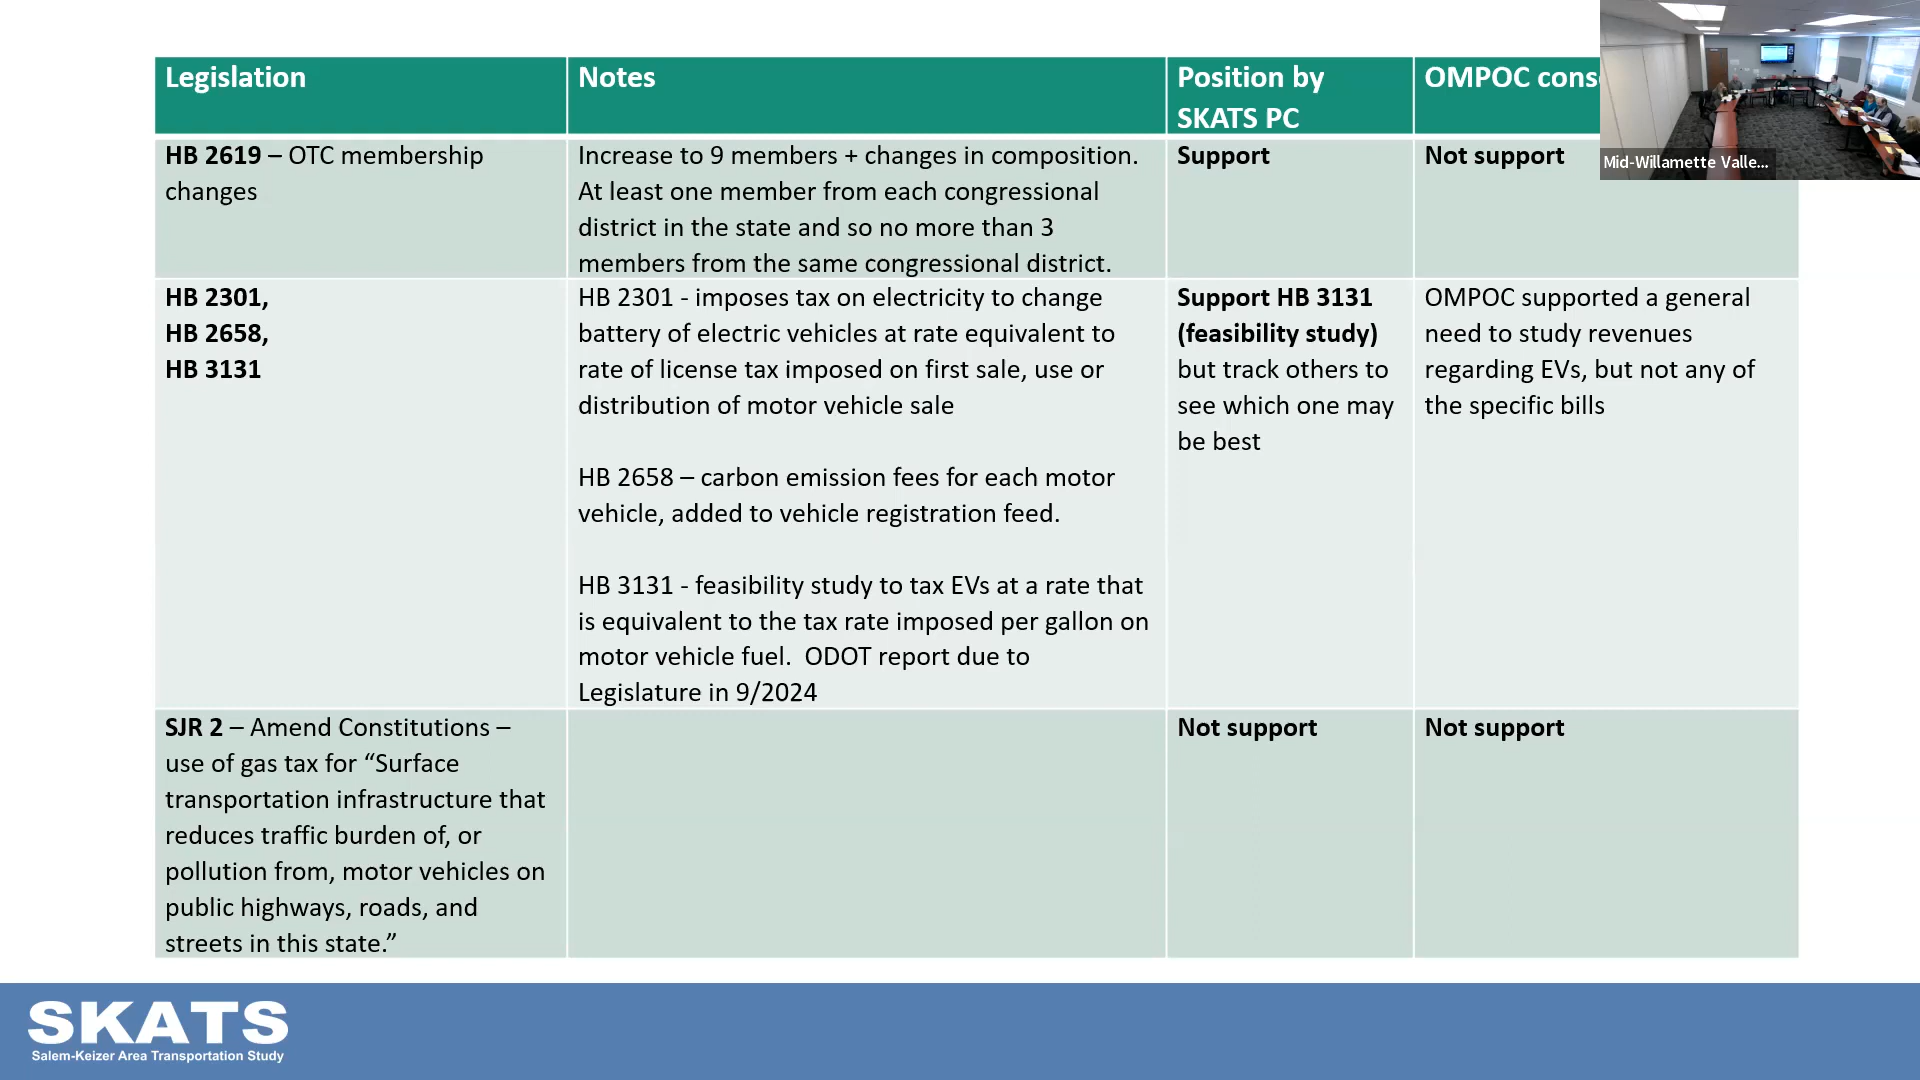 Legislation
Notes
Position by
SKATS PC
OMPOC
HB 2619 – OTC membership
changes
Increase to 9 members + changes in composition.
At least one member from each congressional
district in the state and so no more than 3
members from the same congressional district.
Support
Not support
HB 2301,
HB 2658,
HB 3131
HB 2301 - imposes tax on electricity to change
battery of electric vehicles at rate equivalent to
rate of license tax imposed on first sale, use or
distribution of motor vehicle sale
HB 2658 – carbon emission fees for each motor
vehicle, added to vehicle registration feed.
HB 3131 - feasibility study to tax EVs at a rate that
is equivalent to the tax rate imposed per gallon on
motor vehicle fuel.  ODOT report due to
Legislature in 9/2024
Support HB 3131
(feasibility study)
but track others to
see which one may
be best
OMPOC supported a general
need to study revenues
regarding EVs, but not any of
the specific bills
SJR 2 – Amend Constitutions –
use of gas tax for “Surface
transportation infrastructure that
reduces traffic burden of, or
pollution from, motor vehicles on
public highways, roads, and
streets in this state.”
Not support
Not support
Mid-Willamette Valle...
SKATS
Salem-Keizer Area Transportation Study